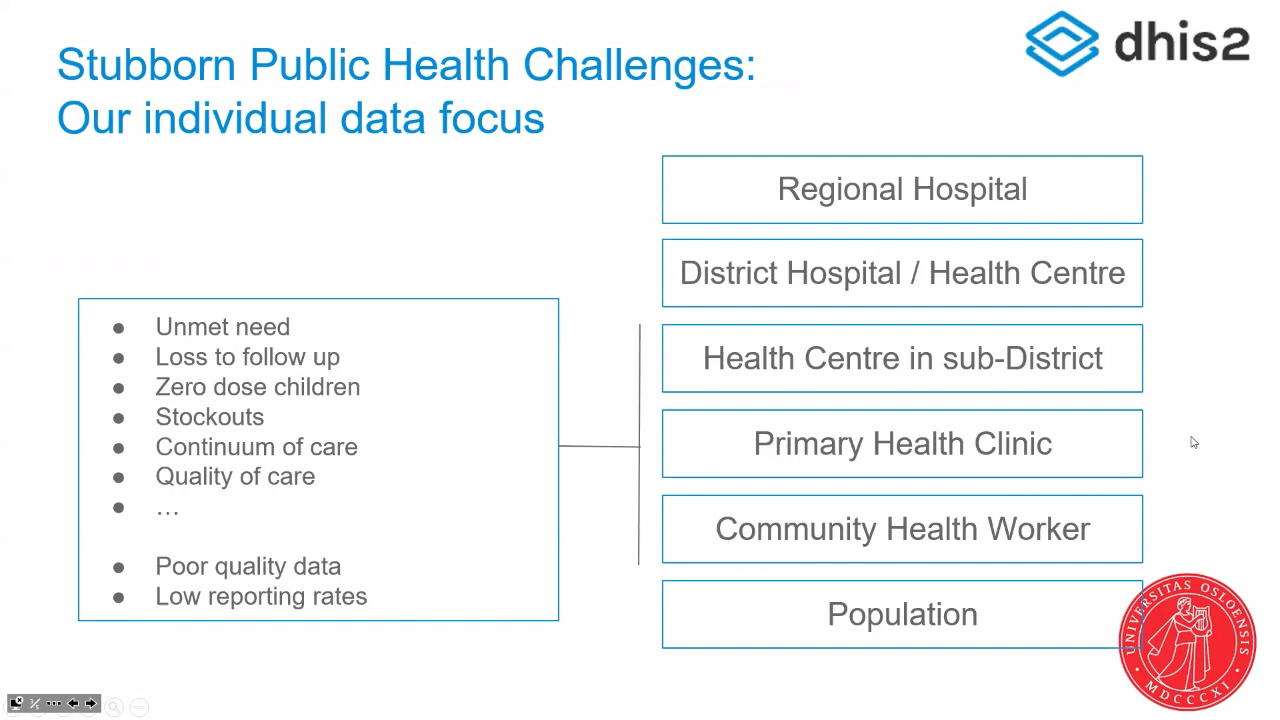 Stubborn Public Health Challenges:
Our individual data focus
dhis2
Regional Hospital
District Hospital / Health Centre
Health Centre in sub-District
Primary Health Clinic
Community Health Worker
Population
● Unmet need
● Loss to follow up
● Zero dose children
● Stockouts
● Continuum of care
● Quality of care
● …
● Poor quality data
● Low reporting rates
UNIVERSITAS OSLOENSIS
MDCCCXI